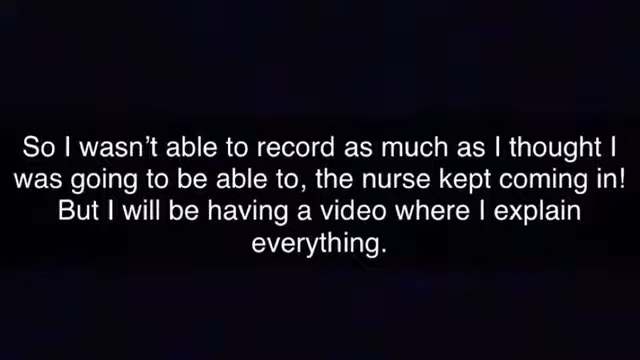 So I wasn’t able to record as much as I thought I
was going to be able to, the nurse kept coming in!
But I will be having a video where I explain
everything.